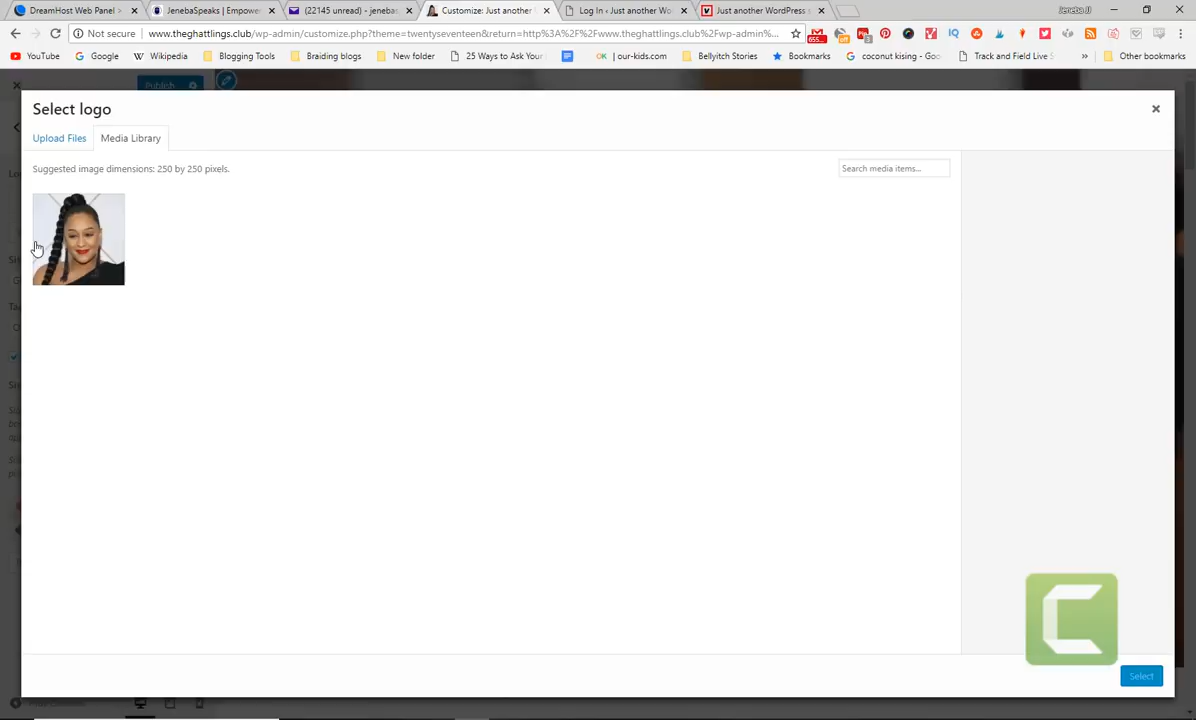 DreamHost Web Panel >
JenebaSpeaks | Empowe
(22145 unread) - jenebas
Customize: Just another
Log In ‹ Just another Wo
Just another WordPress s
Not secure
www.theghattlings.club/wp-admin/customize.php?theme=twentyseventeen&return=http%3A%2F%2Fwww.theghattlings.club%2Fwp-admin%...
YouTube
Google
Wikipedia
Blogging Tools
Braiding blogs
New folder
25 Ways to Ask Your
| our-kids.com
Bellyitch Stories
Bookmarks
coconut kising - Goo
Track and Field Live S
»
Other bookmarks
Publish
Select logo
Upload Files
Media Library
Suggested image dimensions: 250 by 250 pixels.
Search media items...
Select